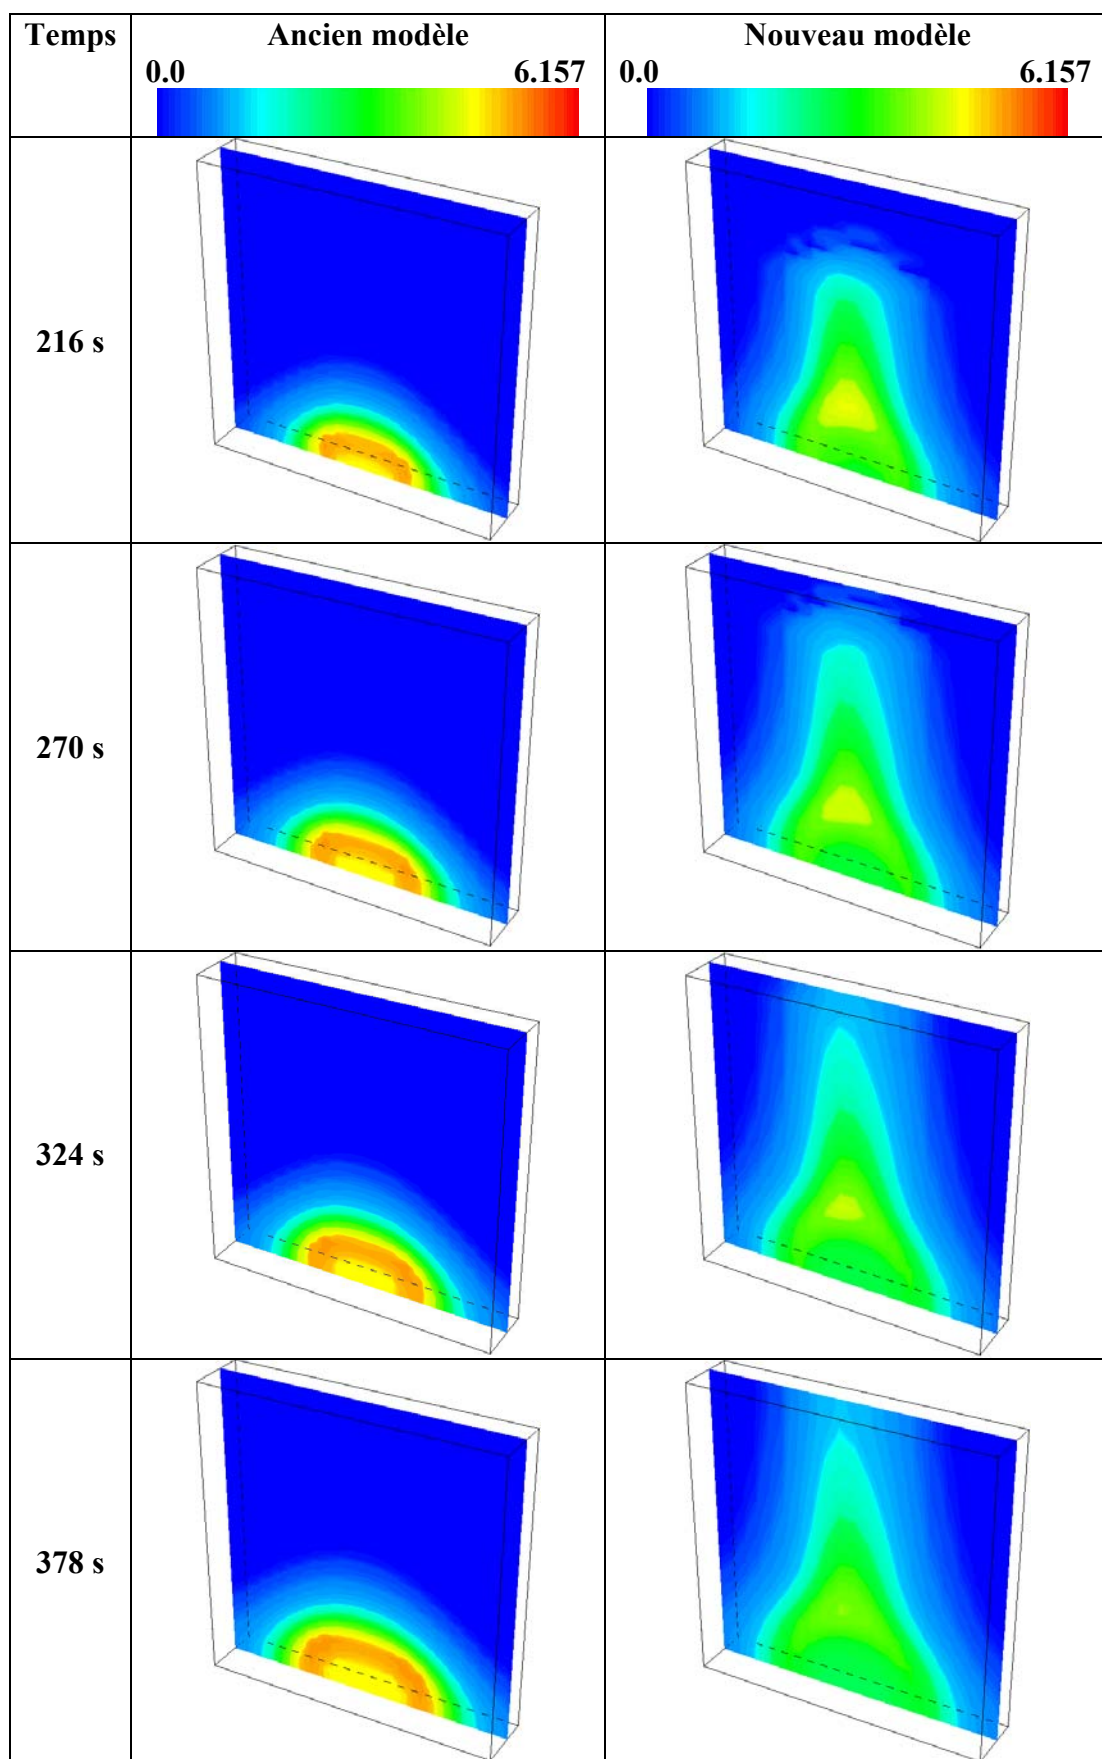 Temps Ancien modèle Nouveau modèle
0.0 6.157 0.0 6.157
216 s
270 s
324 s
378 s